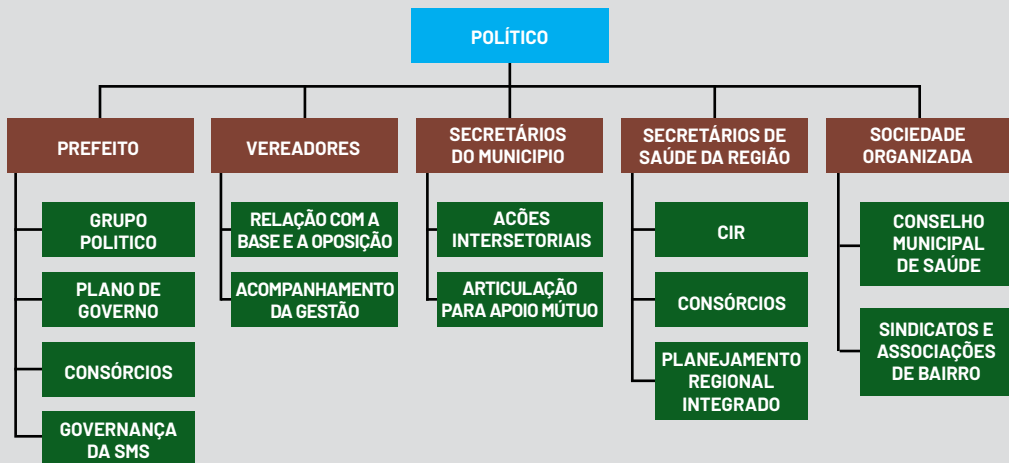 POLÍTICO
PREFEITO
GRUPO
POLITICO
PLANO DE
GOVERNO
CONSÓRCIOS
GOVERNANÇA
DA SMS
VEREADORES
RELAÇÃO COM A
BASE E A OPOSIÇÃO
ACOMPANHAMENTO
DA GESTÃO
SECRETÁRIOS
DO MUNICIPIO
ACÕES
INTERSETORIAIS
ARTICULAÇÃO
PARA APOIO MÚTUO
SECRETÁRIOS DE
SAÚDE DA REGIÃO
CIR
CONSÓRCIOS
PLANEJAMENTO
REGIONAL
INTEGRADO
SOCIEDADE
ORGANIZADA
CONSELHO
MUNICIPAL
DE SAÚDE
SINDICATOS E
ASSOCIAÇÕES
DE BAIRRO